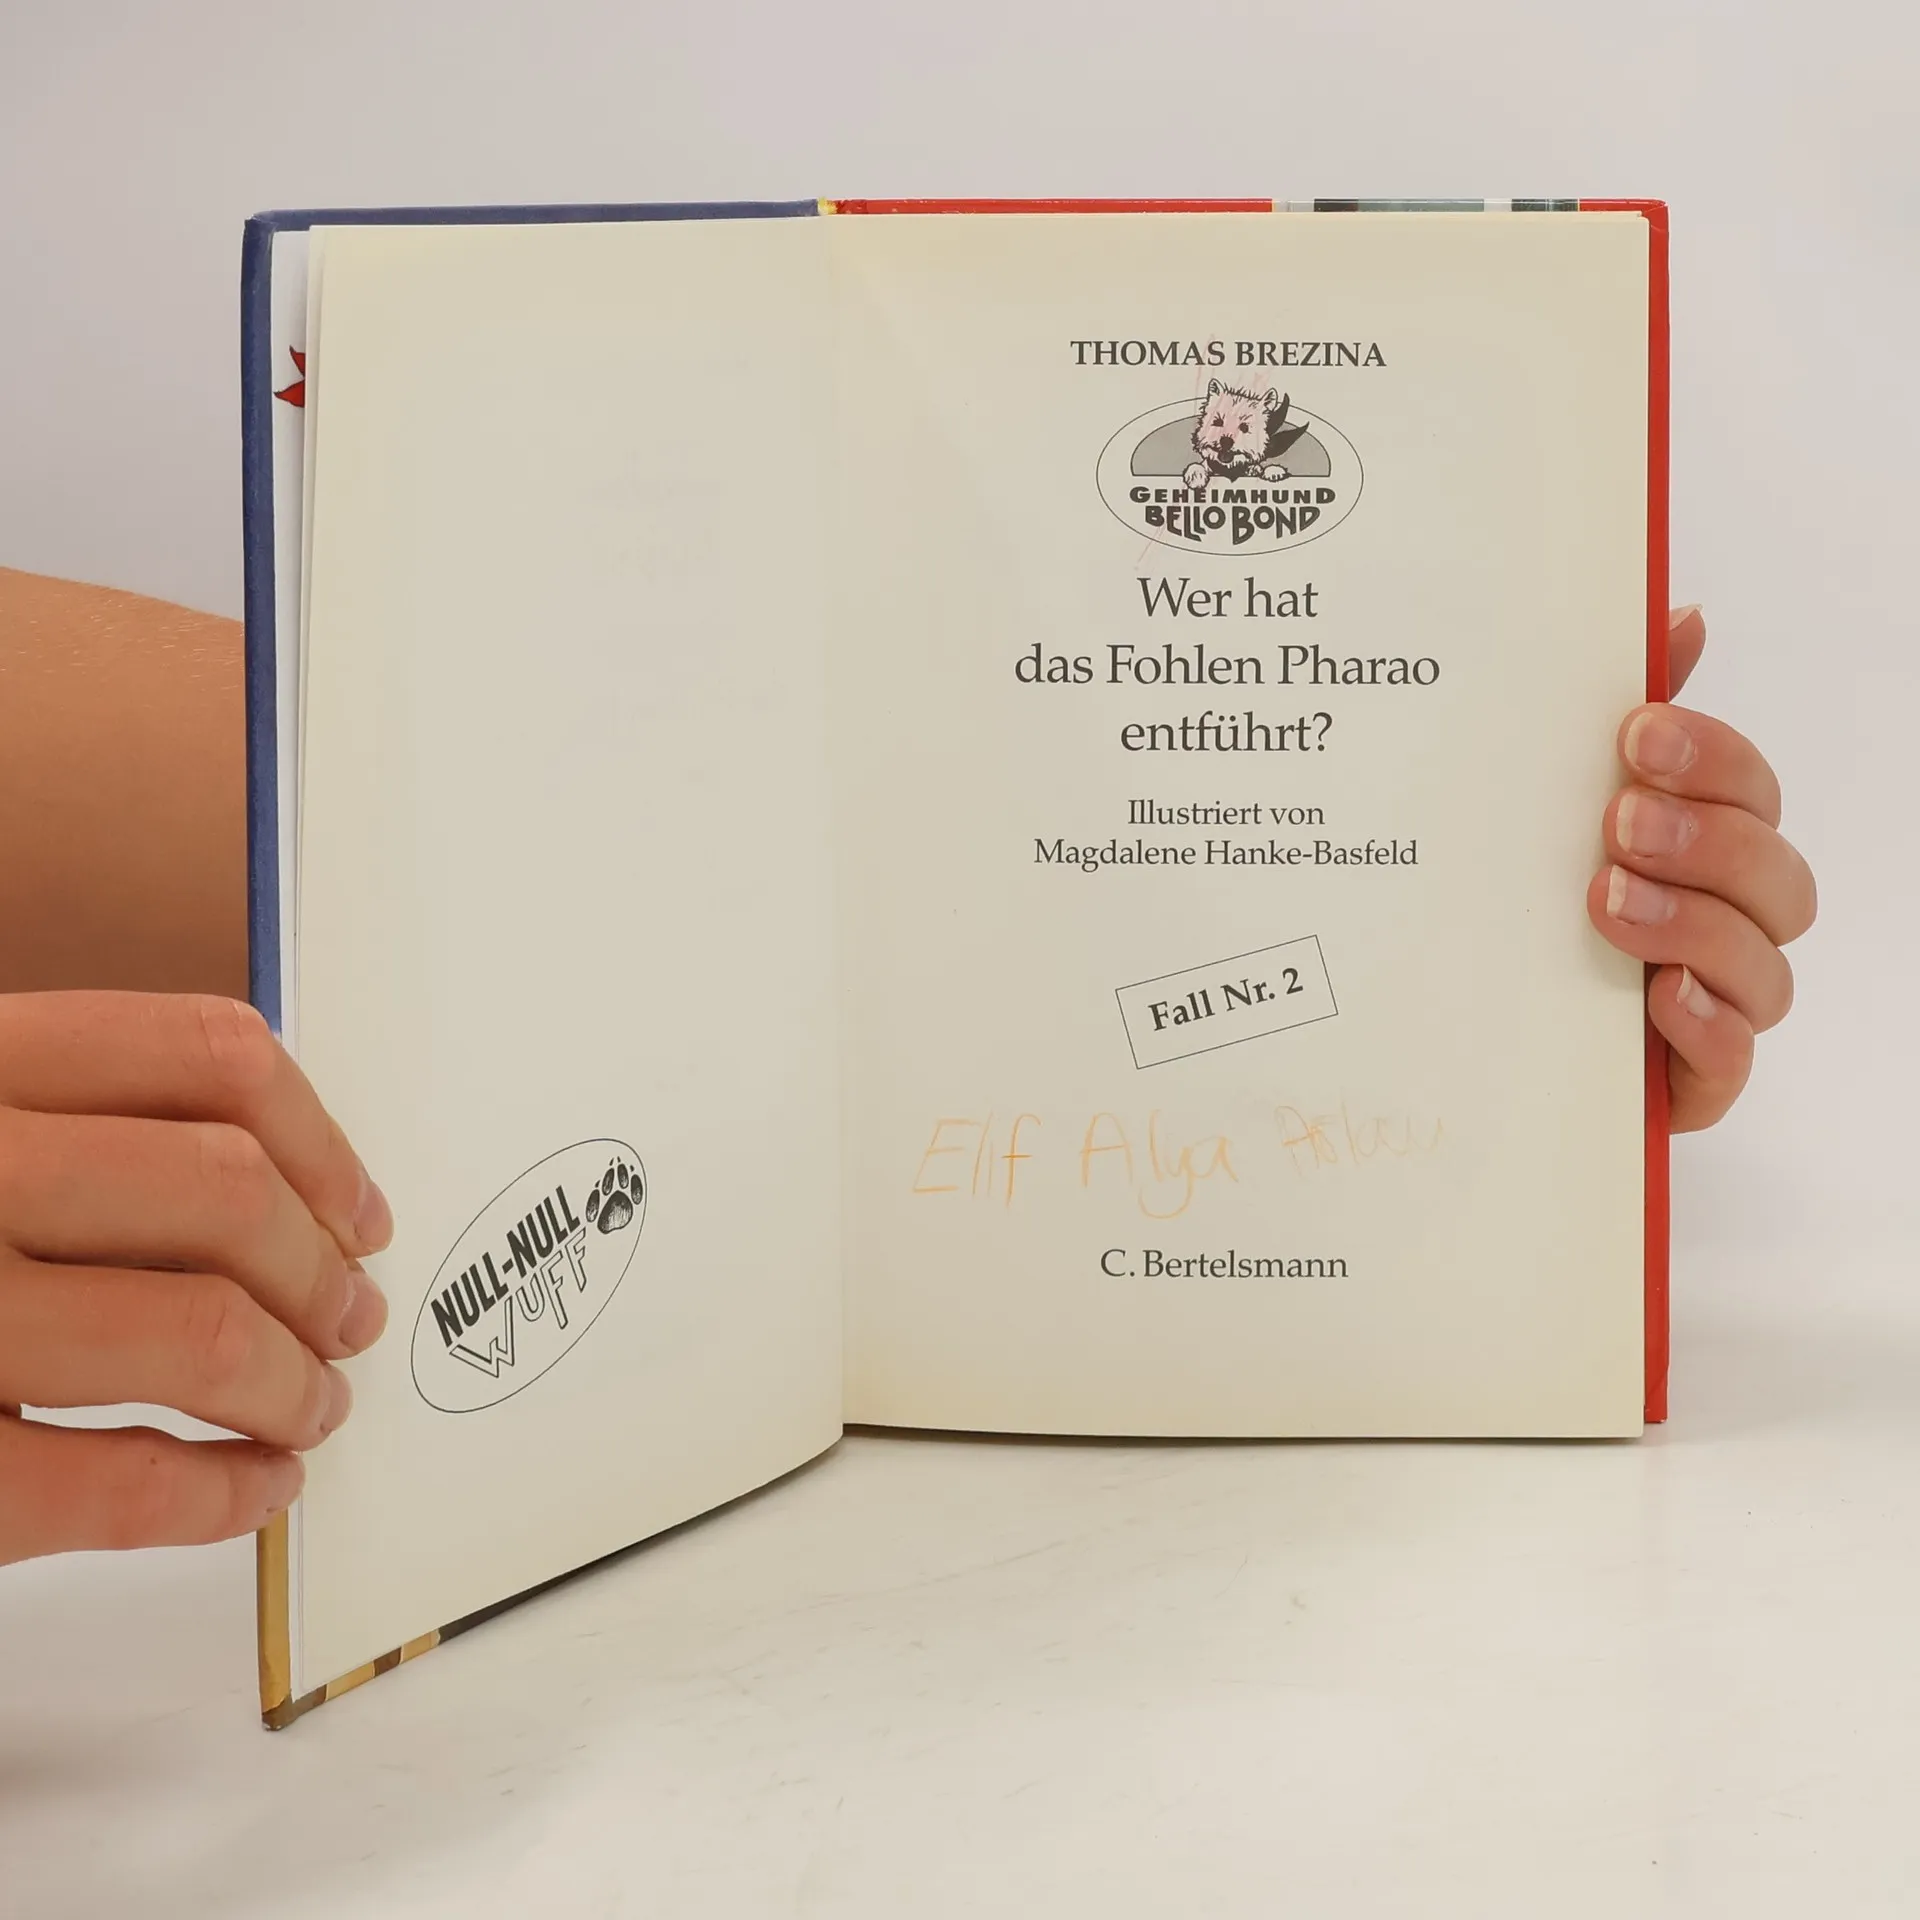 NULL-NULL
WUFF
THOMAS BREZINA
GEHEIMHUND
BELLO BOND
Wer hat
das Fohlen Pharao
entführt?
Illustriert von
Magdalene Hanke-Basfeld
Fall Nr. 2
Elif Alya
C. Bertelsmann